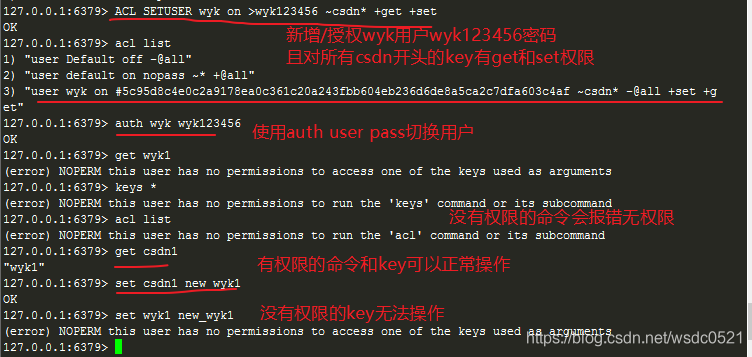 127.0.0.1:6379> ACL SETUSER wyk on >wyk123456 ~csdn* +get +set
OK
新增/授权wyk用户wyk123456密码
127.0.0.1:6379> acl list
且对所有csdn开头的key有get和set权限
1) "user Default off -@all"
2) "user default on nopass ~* +@all"
3) "user wyk on #5c95d8c4e0c2a9178ea0c361c20a243fbb604eb236d6de8a5ca2c7dfa603c4af ~csdn* -@all +set +g
et"
127.0.0.1:6379> auth wyk wyk123456
使用auth user pass切换用户
OK
127.0.0.1:6379> get wyk1
(error) NOPERM this user has no permissions to access one of the keys used as arguments
127.0.0.1:6379> keys *
(error) NOPERM this user has no permissions to run the 'keys' command or its subcommand
127.0.0.1:6379> acl list
没有权限的命令会报错无权限
(error) NOPERM this user has no permissions to run the 'acl' command or its subcommand
127.0.0.1:6379> get csdn1
"wyk1"
有权限的命令和key可以正常操作
127.0.0.1:6379> set csdn1 new_wyk1
OK
没有权限的key无法操作
127.0.0.1:6379> set wyk1 new_wyk1
(error) NOPERM this user has no permissions to access one of the keys used as arguments
127.0.0.1:6379>
https://blog.csdn.net/wsdc0521